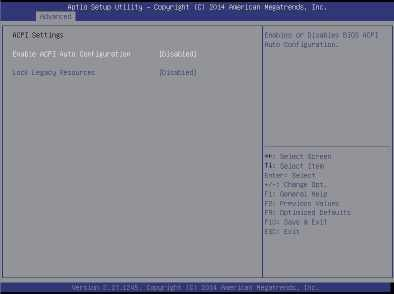 Aptio Setup Utility - Copyright (C) 2014 American Megatrends, Inc.
Advanced
ACPI Settings
Enable ACPI Auto Configuration [Disabled]
Lock Legacy Resources [Disabled]
Enables or Disables BIOS ACPI
Auto Configuration.
→←: Select Screen
↑↓: Select Item
Enter: Select
+/-: Change Opt.
F1: General Help
F2: Previous Values
F9: Optimized Defaults
F10: Save & Exit
ESC: Exit
Version 2.17.1245. Copyright (C) 2014 American Megatrends, Inc.